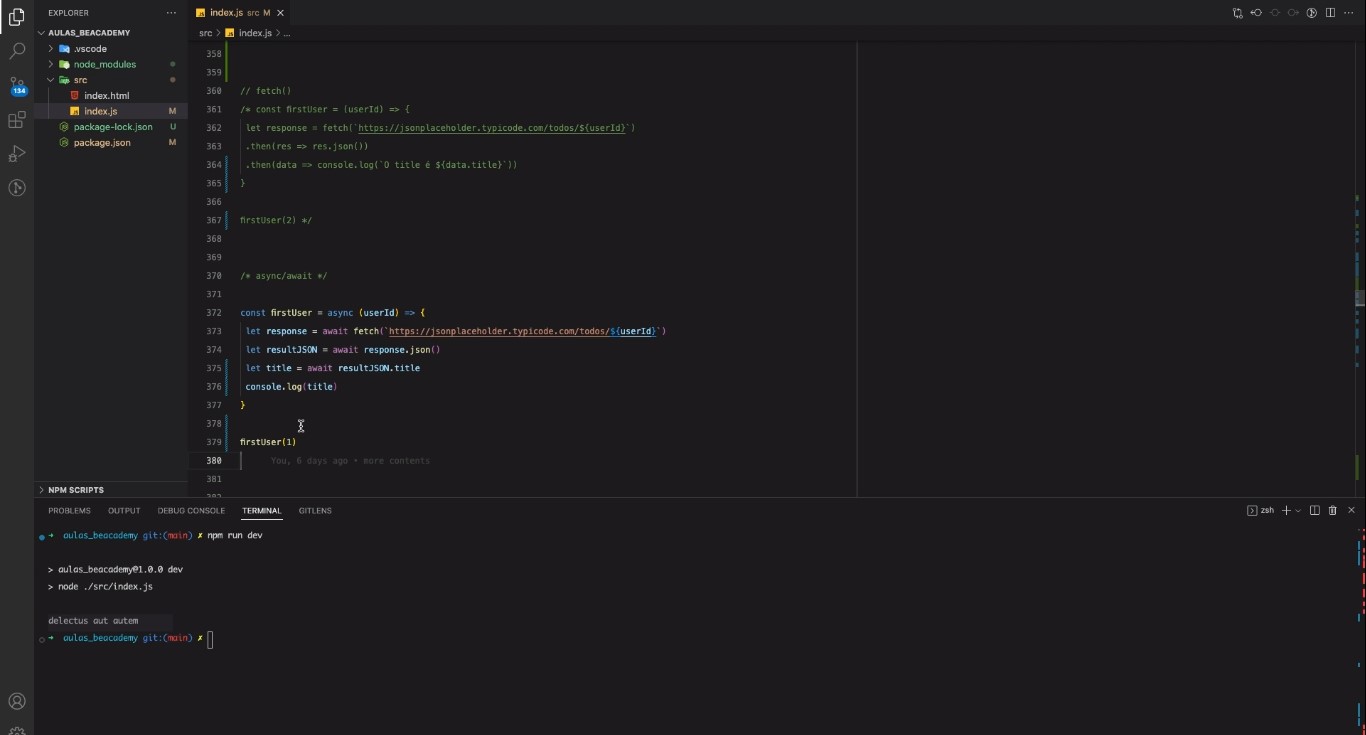 EXPLORER
AULAS_BEACADEMY
.vscode
node_modules
src
index.html
index.js M
package-lock.json U
package.json M
NPM SCRIPTS
134
index.js src M
src > index.js > ...
358
359
360 // fetch()
361 /* const firstUser = (userId) => {
362 let response = fetch(`https://jsonplaceholder.typicode.com/todos/${userId}`)
363 .then(res => res.json())
364 .then(data => console.log(`O title é ${data.title}`))
365 }
366
367 firstUser(2) */
368
369
370 /* async/await */
371
372 const firstUser = async (userId) => {
373 let response = await fetch(`https://jsonplaceholder.typicode.com/todos/${userId}`)
374 let resultJSON = await response.json()
375 let title = await resultJSON.title
376 console.log(title)
377 }
378
379 firstUser(1)
380 You, 6 days ago • more contents
381
PROBLEMS OUTPUT DEBUG CONSOLE TERMINAL GITLENS
zsh
➜ aulas_beacademy git:(main) ✗ npm run dev
> aulas_beacademy@1.0.0 dev
> node ./src/index.js
delectus aut autem
➜ aulas_beacademy git:(main) ✗